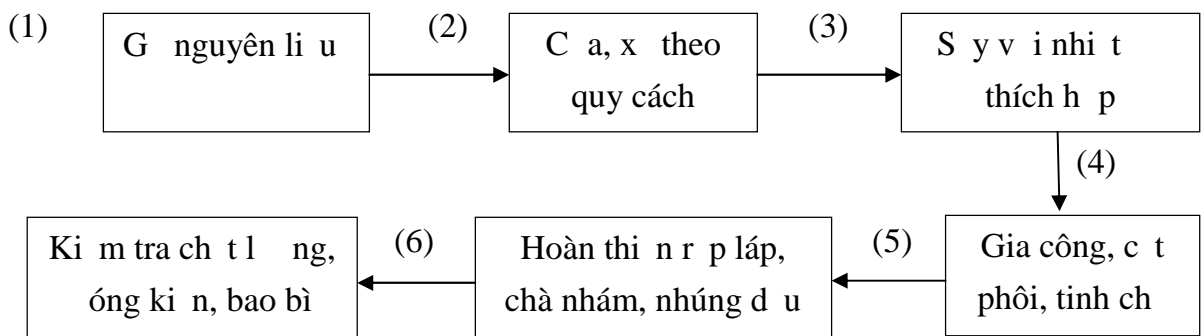 (1)
G nguyên li u
(2)
C a, x theo
quy cách
(3)
S y v i nhi t
thích h p
(4)
Gia công, c t
phôi, tinh ch
(5)
Hoàn thi n r p láp,
chà nhám, nhúng d u
(6)
Ki m tra ch t l ng,
óng ki n, bao bì